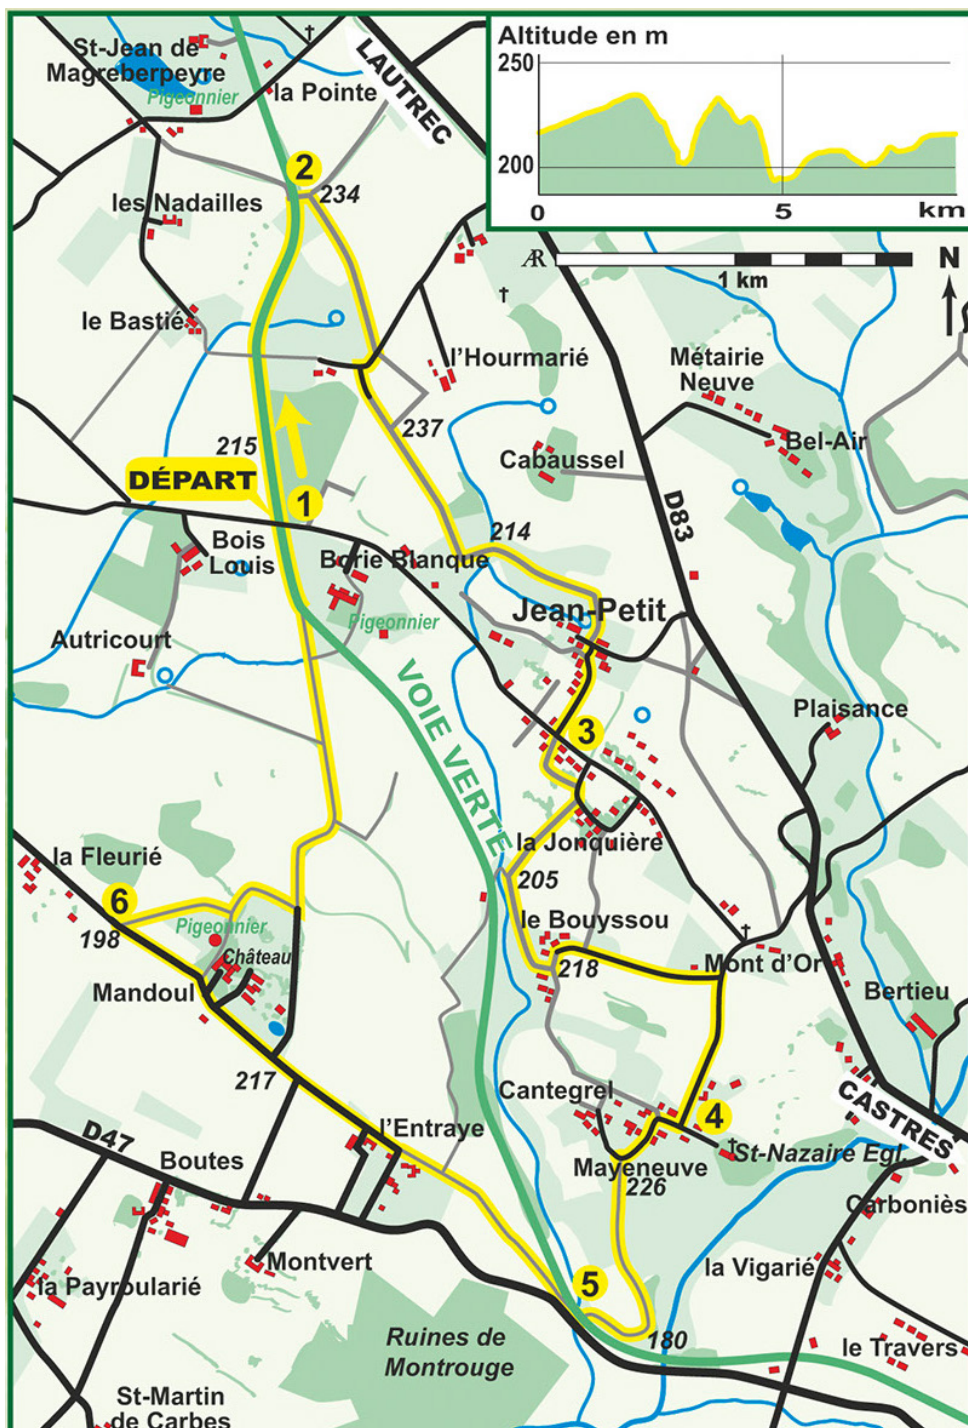 St-Jean de
Magreberpeyre
Pigeonnier
la Pointe
LAUTREC
Altitude en m
250
200
0
5
km
2
234
les Nadailles
le Bastié
AR
1 km
N
l'Hourmarié
Métairie
Neuve
Bel-Air
237
Cabaussel
215
DÉPART
1
D83
214
Bois
Louis
Borie Blanque
Pigeonnier
Jean-Petit
Autricourt
VOIE VERTE
3
Plaisance
la Jonquière
la Fleurié
6
198
Pigeonnier
Château
Mandoul
205
le Bouyssou
218
Mont d'Or
Bertieu
217
Cantegrel
4
CASTRES
D47
l'Entraye
Boutes
Mayeneuve
St-Nazaire Egl.
226
Carboniès
Montvert
la Payroularié
5
la Vigarié
180
le Travers
Ruines de
Montrouge
St-Martin
de Carbes